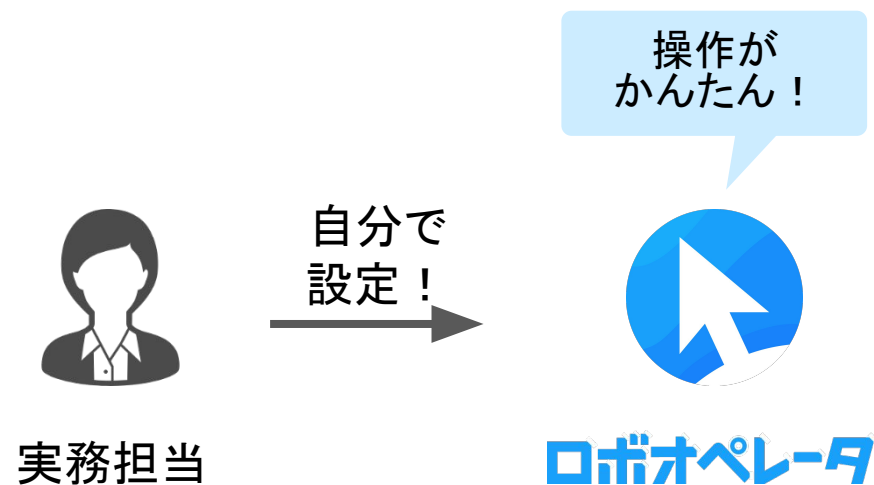 操作が
かんたん！
自分で
設定！
実務担当
ロボオペレータ